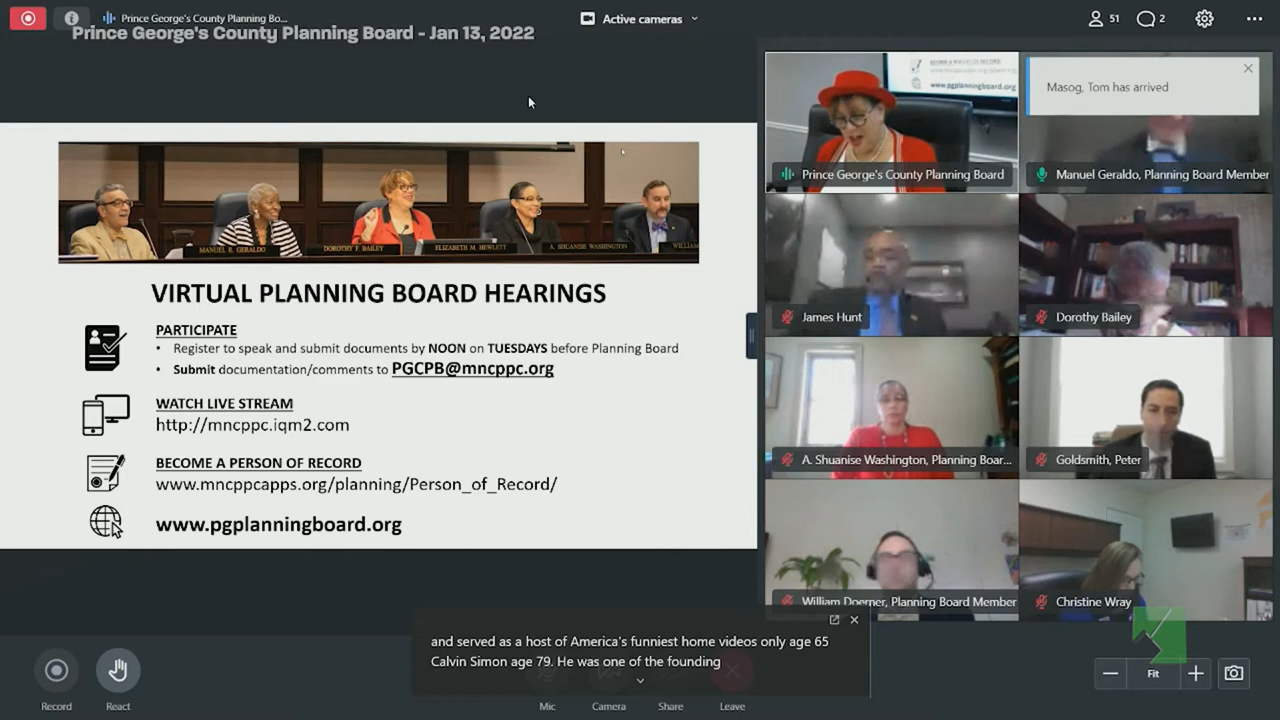 Prince George's County Planning Bo...
Active cameras
51
2
Prince George's County Planning Board - Jan 13, 2022
MANUEL R. GERALDO
DOROTHY F. BAILEY
ELIZABETH M. HEWLETT
A. SHUANISE WASHINGTON
WILLIAM
VIRTUAL PLANNING BOARD HEARINGS
PARTICIPATE
• Register to speak and submit documents by NOON on TUESDAYS before Planning Board
• Submit documentation/comments to PGCPB@mncppc.org
WATCH LIVE STREAM
http://mncppc.iqm2.com
BECOME A PERSON OF RECORD
www.mncppcapps.org/planning/Person_of_Record/
www.pgplanningboard.org
BECOME A PERSON OF RECORD
www.pgplanningboard.org
Masog, Tom has arrived
Prince George's County Planning Board
Manuel Geraldo, Planning Board Member
James Hunt
Dorothy Bailey
A. Shuanise Washington, Planning Boar...
Goldsmith, Peter
William Doerner, Planning Board Member
Christine Wray
and served as a host of America's funniest home videos only age 65
Calvin Simon age 79. He was one of the founding
Record
React
Mic
Camera
Share
Leave
Fit